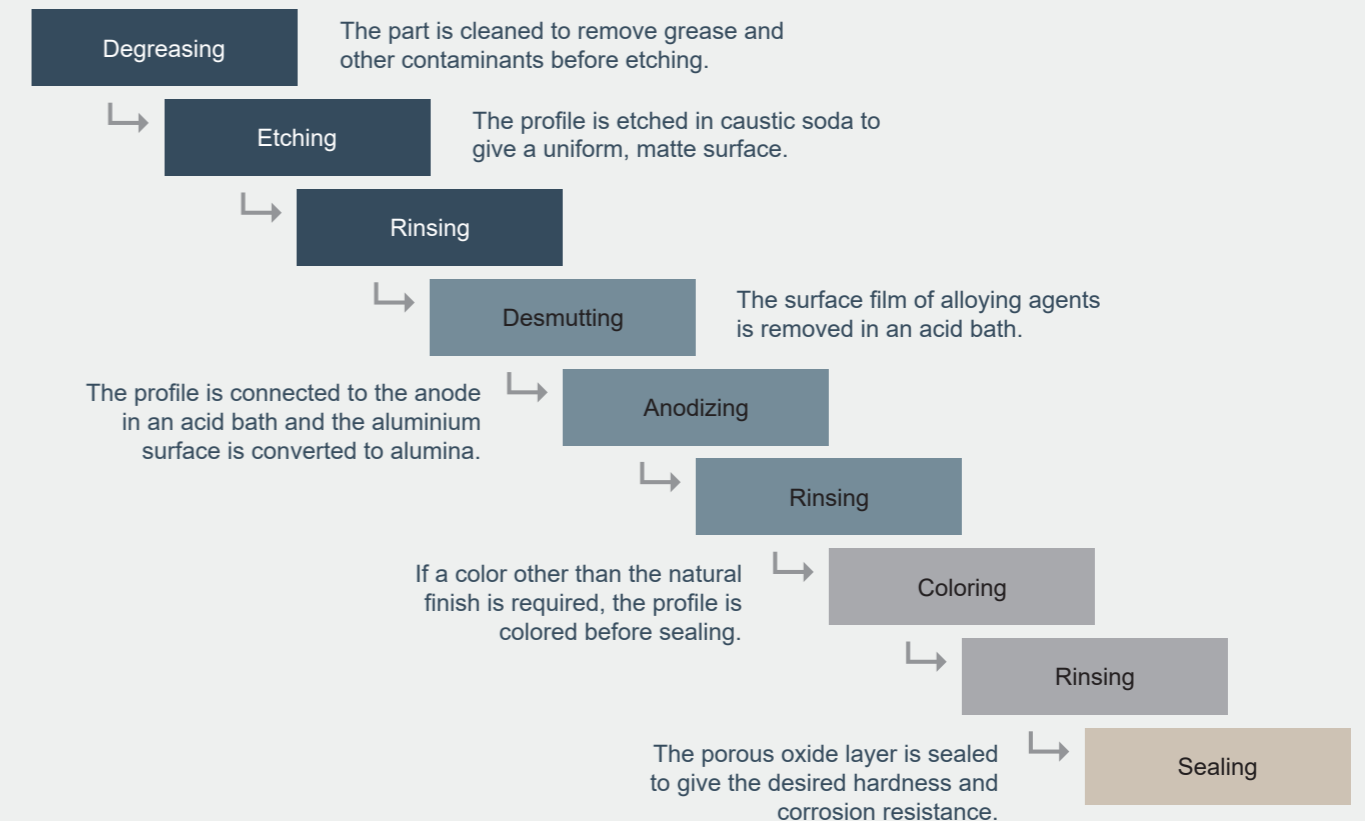 Degreasing
The part is cleaned to remove grease and
other contaminants before etching.
Etching
The profile is etched in caustic soda to
give a uniform, matte surface.
Rinsing
Desmutting
The surface film of alloying agents
is removed in an acid bath.
The profile is connected to the anode
in an acid bath and the aluminium
surface is converted to alumina.
Anodizing
Rinsing
If a color other than the natural
finish is required, the profile is
colored before sealing.
Coloring
Rinsing
The porous oxide layer is sealed
to give the desired hardness and
corrosion resistance.
Sealing